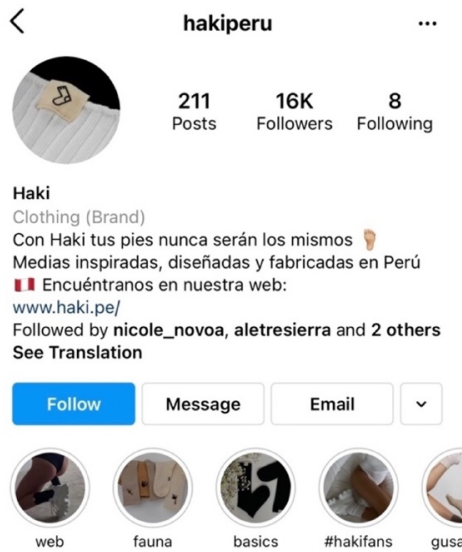 hakiperu
211 16K 8
Posts Followers Following
Haki
Clothing (Brand)
Con Haki tus pies nunca serán los mismos 🦶🏼
Medias inspiradas, diseñadas y fabricadas en Perú
🇵🇪 Encuéntranos en nuestra web:
www.haki.pe/
Followed by nicole_novoa, aletresierra and 2 others
See Translation
Follow Message Email
web fauna basics #hakifans gusa